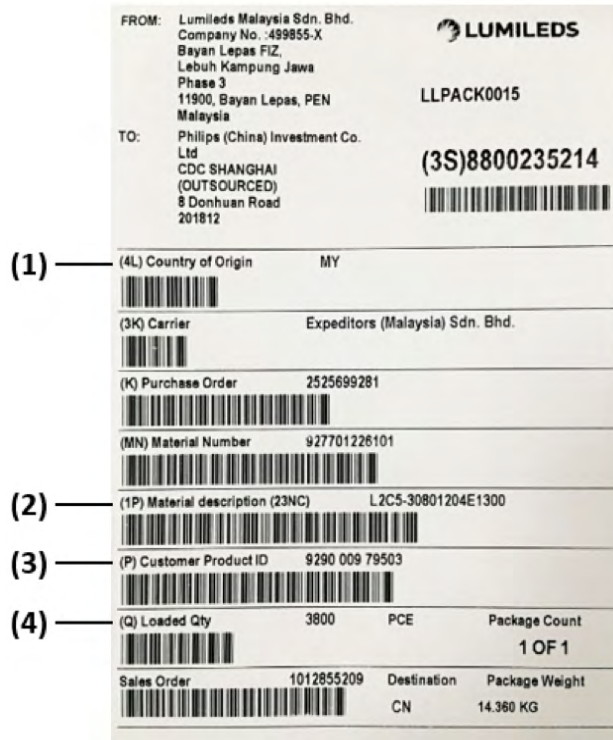 FROM: Lumileds Malaysia Sdn. Bhd.
Company No. :499855-X
Bayan Lepas FIZ,
Lebuh Kampung Jawa
Phase 3
11900, Bayan Lepas, PEN
Malaysia
LUMILEDS
LLPACK0015
TO: Philips (China) Investment Co.
Ltd
CDC SHANGHAI
(OUTSOURCED)
8 Donhuan Road
201812
(3S)8800235214
(1) (4L) Country of Origin MY
(3K) Carrier Expeditors (Malaysia) Sdn. Bhd.
(K) Purchase Order 2525699281
(MN) Material Number 927701226101
(2) (1P) Material description (23NC) L2C5-30801204E1300
(3) (P) Customer Product ID 9290 009 79503
(4) (Q) Loaded Qty 3800 PCE Package Count
1 OF 1
Sales Order 1012855209 Destination Package Weight
CN 14.360 KG